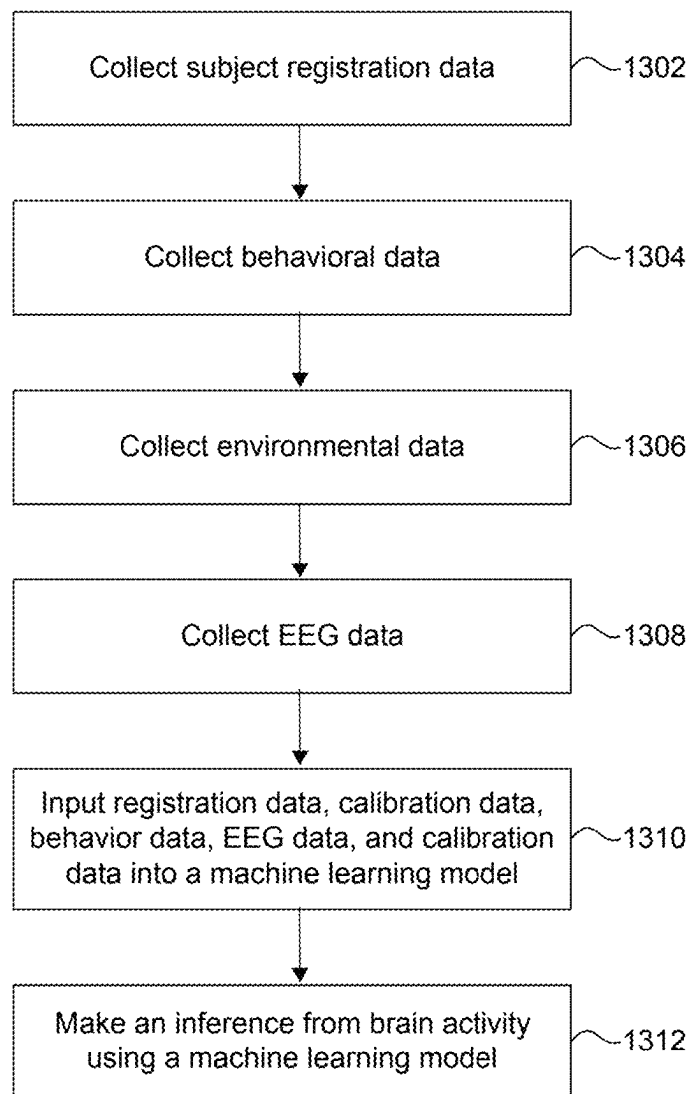 Collect subject registration data
1302
Collect behavioral data
1304
Collect environmental data
1306
Collect EEG data
1308
Input registration data, calibration data,
behavior data, EEG data, and calibration
data into a machine learning model
1310
Make an inference from brain activity
using a machine learning model
1312